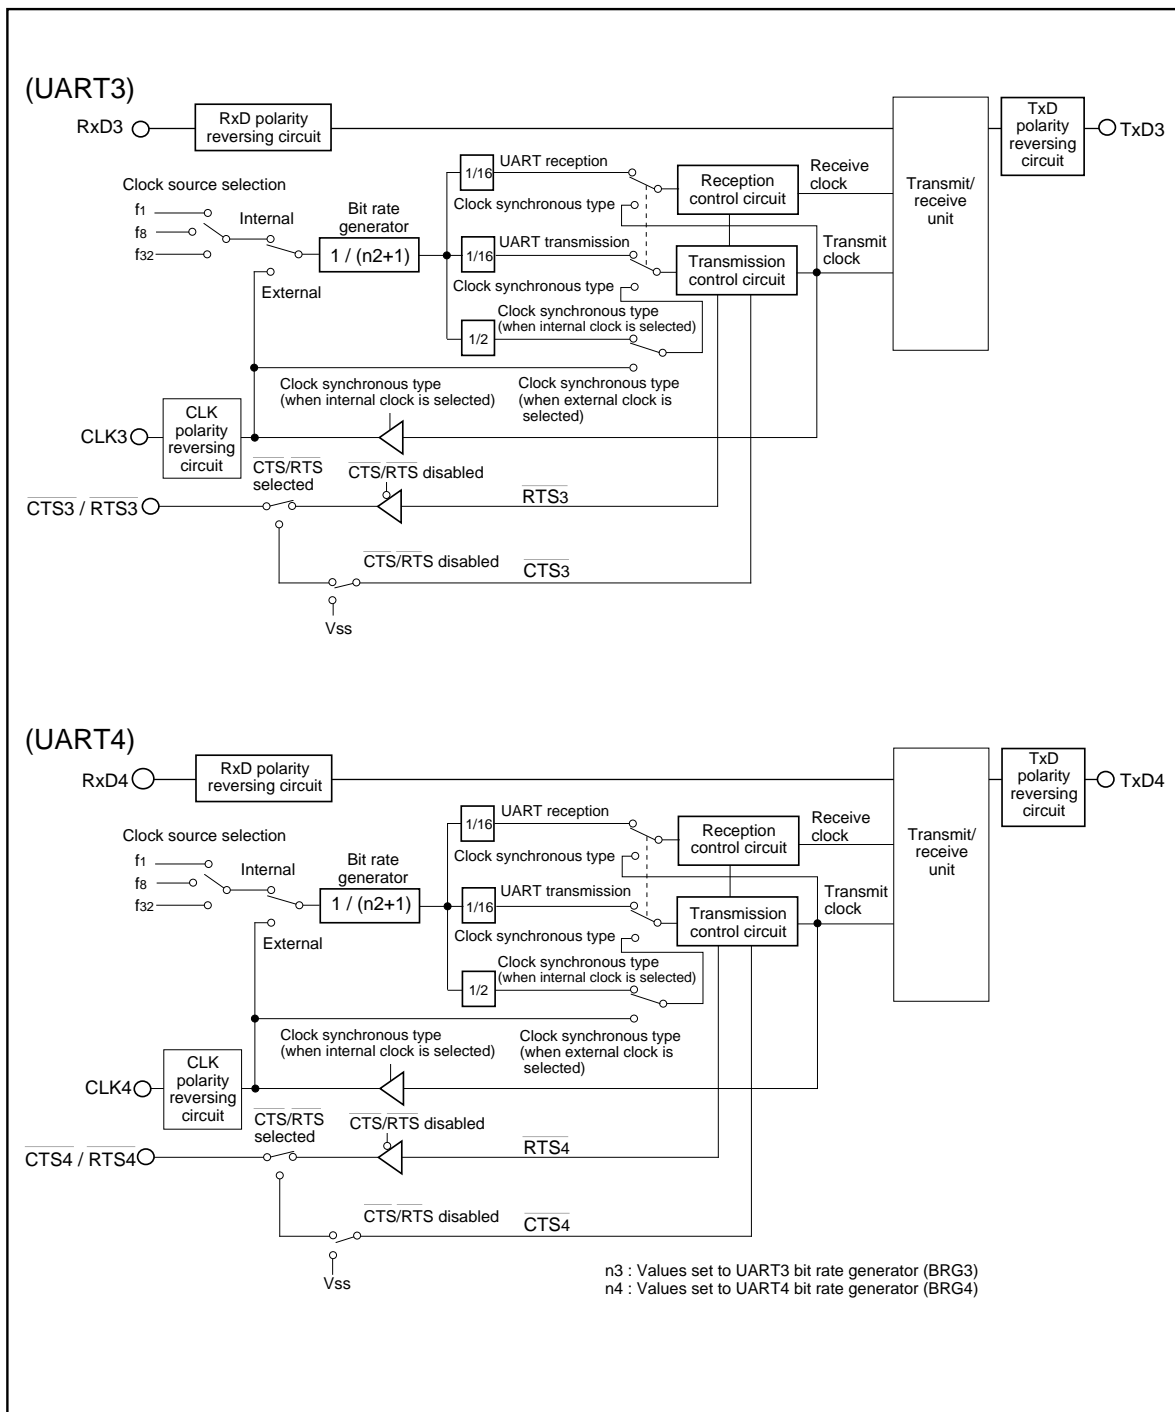 (UART3)
RxD3
RxD polarity
reversing circuit
TxD
polarity
reversing
circuit
TxD3
Clock source selection
f1
f8
f32
Internal
External
Bit rate
generator
1 / (n2+1)
1/16
UART reception
Clock synchronous type
1/16
UART transmission
Clock synchronous type
1/2
Clock synchronous type
(when internal clock is selected)
Reception
control circuit
Transmission
control circuit
Receive
clock
Transmit
clock
Transmit/
receive
unit
Clock synchronous type
(when internal clock is selected)
Clock synchronous type
(when external clock is
selected)
CLK3
CLK
polarity
reversing
circuit
CTS/RTS
selected
CTS/RTS disabled
CTS3 / RTS3
RTS3
CTS/RTS disabled
CTS3
Vss
(UART4)
RxD4
RxD polarity
reversing circuit
TxD
polarity
reversing
circuit
TxD4
Clock source selection
f1
f8
f32
Internal
External
Bit rate
generator
1 / (n2+1)
1/16
UART reception
Clock synchronous type
1/16
UART transmission
Clock synchronous type
1/2
Clock synchronous type
(when internal clock is selected)
Reception
control circuit
Transmission
control circuit
Receive
clock
Transmit
clock
Transmit/
receive
unit
Clock synchronous type
(when internal clock is selected)
Clock synchronous type
(when external clock is
selected)
CLK4
CLK
polarity
reversing
circuit
CTS/RTS
selected
CTS/RTS disabled
CTS4 / RTS4
RTS4
CTS/RTS disabled
CTS4
Vss
n3 : Values set to UART3 bit rate generator (BRG3)
n4 : Values set to UART4 bit rate generator (BRG4)